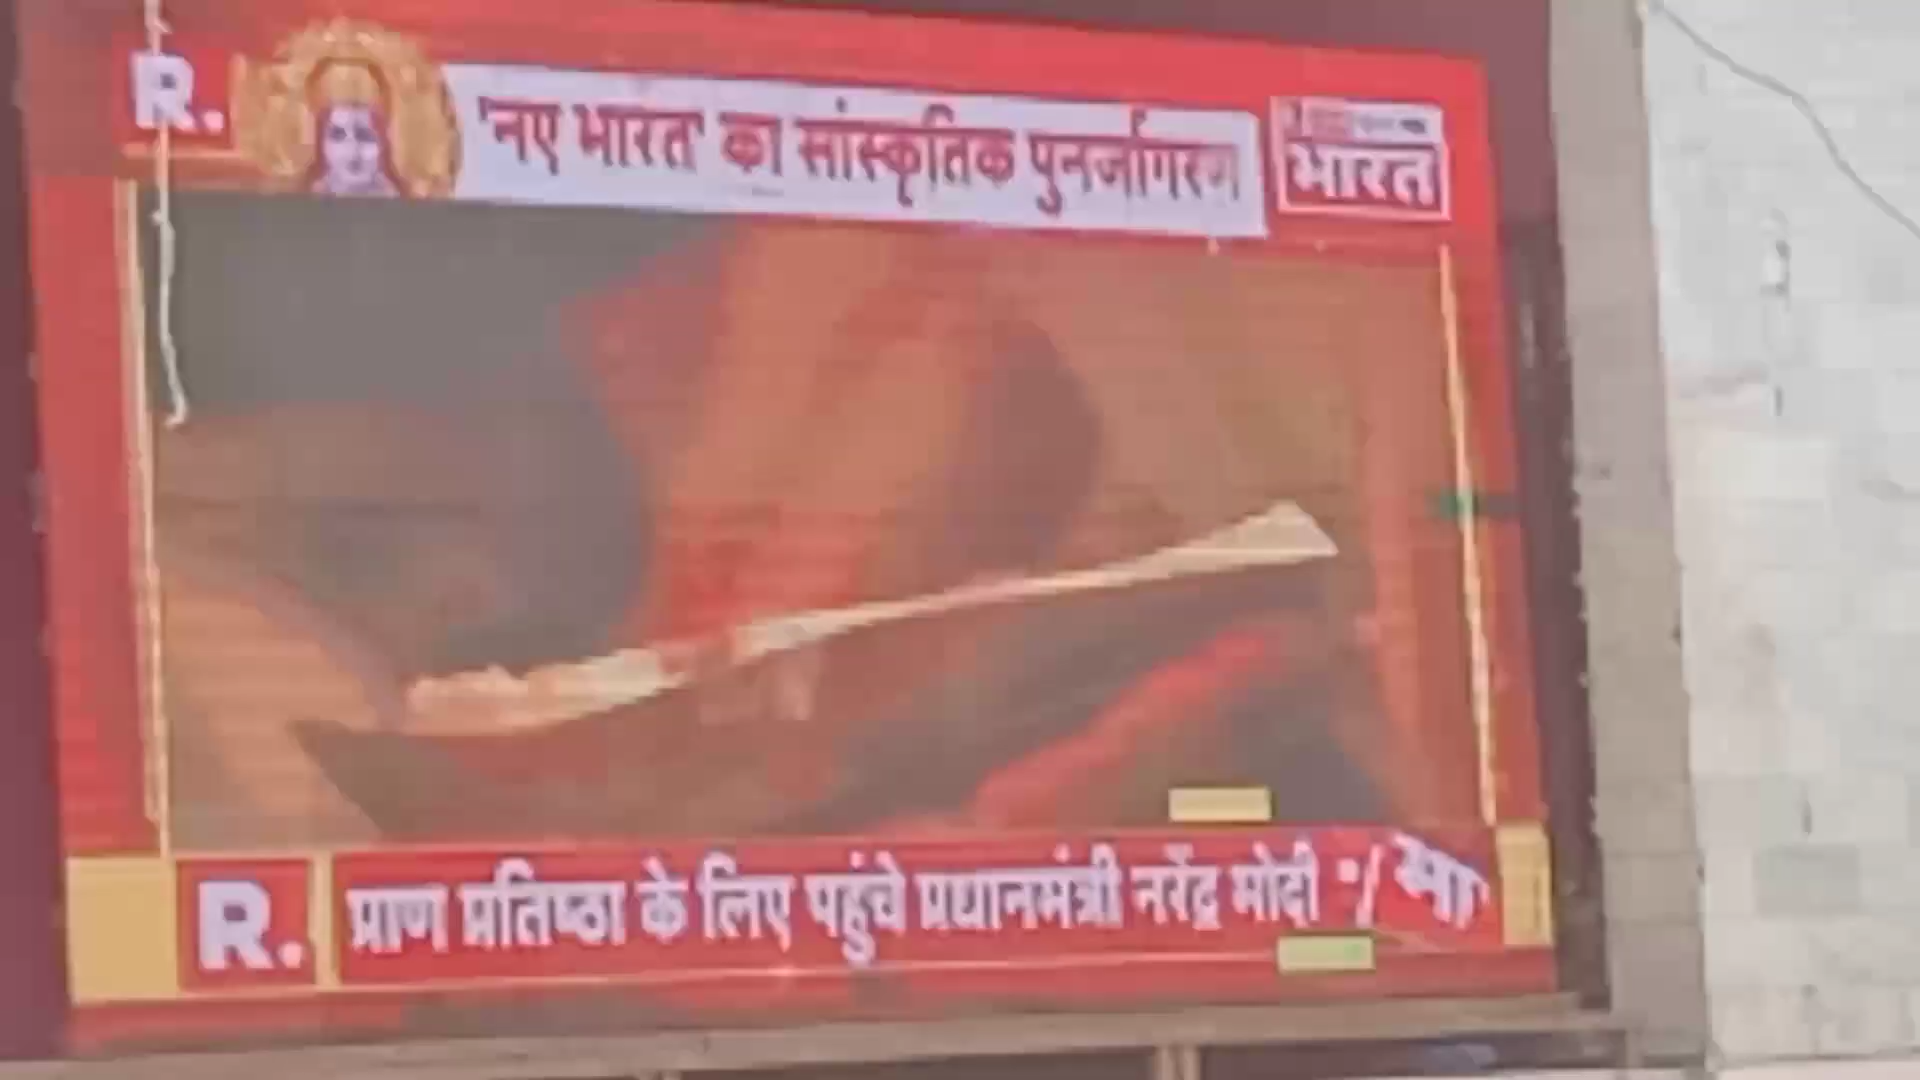 R.
'नए भारत' का सांस्कृतिक पुनर्जागरण
भारत
R.
प्राण प्रतिष्ठा के लिए पहुंचे प्रधानमंत्री नरेंद्र मोदी